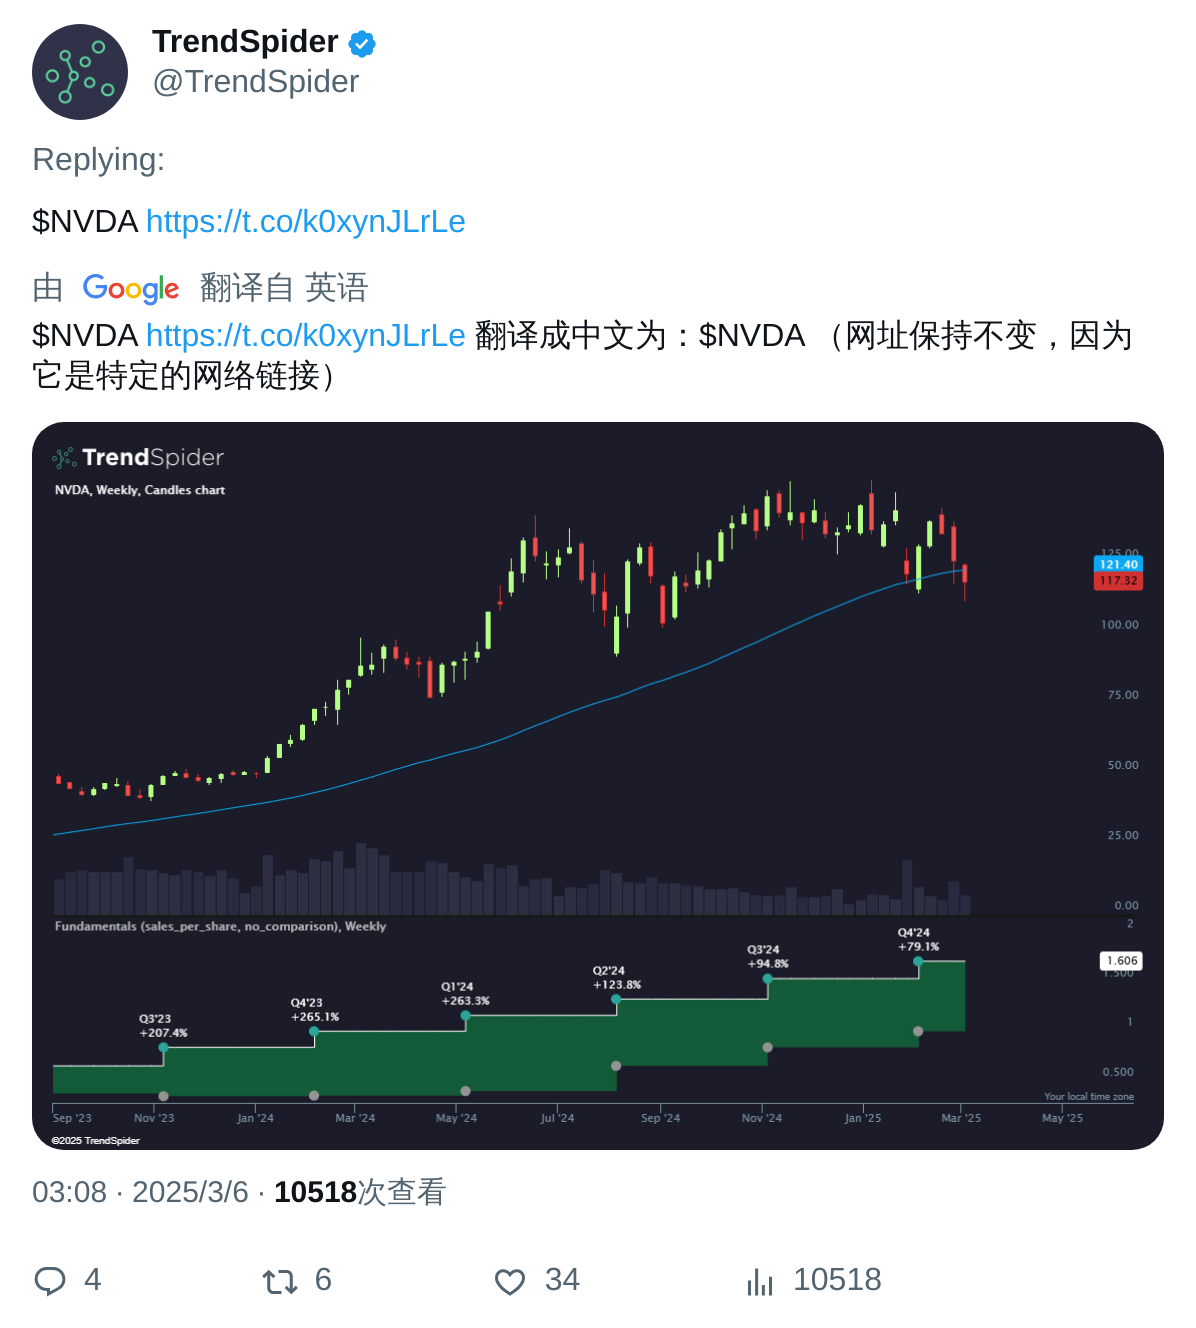 TrendSpider
@TrendSpider
Replying:
$NVDA https://t.co/k0xynJLrLe
由 Google 翻译自 英语
$NVDA https://t.co/k0xynJLrLe 翻译成中文为：$NVDA （网址保持不变，因为
它是特定的网络链接）
TrendSpider
NVDA, Weekly, Candles chart
125.00
121.40
117.32
100.00
75.00
50.00
25.00
0.00
Fundamentals (sales_per_share, no_comparison), Weekly
2
1.606
1.500
1
0.500
Q3'23
+207.4%
Q4'23
+265.1%
Q1'24
+263.3%
Q2'24
+123.8%
Q3'24
+94.8%
Q4'24
+79.1%
Your local time zone
Sep '23 Nov '23 Jan '24 Mar '24 May '24 Jul '24 Sep '24 Nov '24 Jan '25 Mar '25 May '25
©2025 TrendSpider
03:08 · 2025/3/6 · 10518次查看
4 6 34 10518